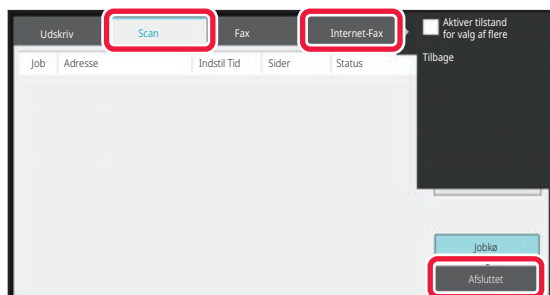 Udskriv Scan Fax Internet-Fax
Aktiver tilstand
for valg af flere
Job Adresse Indstil Tid Sider Status
Tilbage
Jobkø
Afsluttet